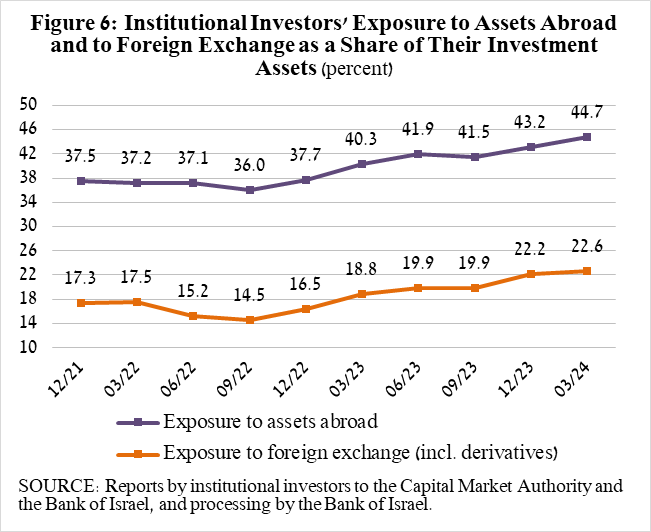 Figure 6: Institutional Investors' Exposure to Assets Abroad
and to Foreign Exchange as a Share of Their Investment
Assets (percent)
50
46
42
38
34
30
26
22
18
14
10
37.5 37.2 37.1 36.0 37.7 40.3 41.9 41.5 43.2 44.7
17.3 17.5 15.2 14.5 16.5 18.8 19.9 19.9 22.2 22.6
12/21 03/22 06/22 09/22 12/22 03/23 06/23 09/23 12/23 03/24
Exposure to assets abroad
Exposure to foreign exchange (incl. derivatives)
SOURCE: Reports by institutional investors to the Capital Market Authority and
the Bank of Israel, and processing by the Bank of Israel.